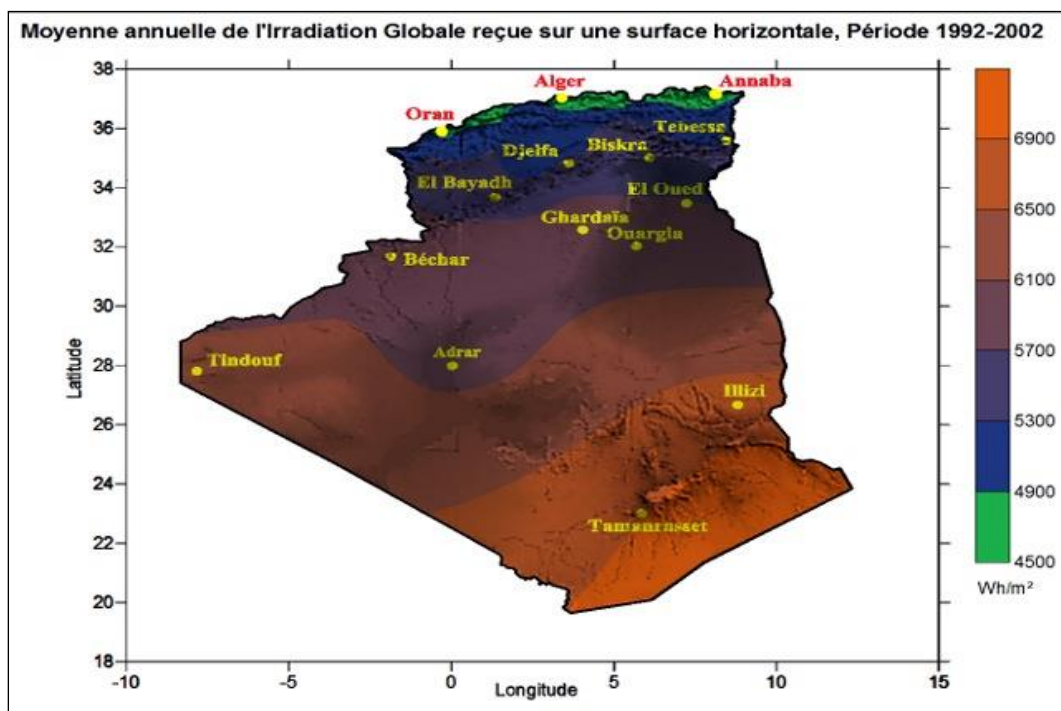 Moyenne annuelle de l'Irradiation Globale reçue sur une surface horizontale, Période 1992-2002
38
36
34
32
30
28
26
24
22
20
18
Latitude
-10
-5
0
5
10
15
Longitude
Alger
Annaba
Oran
Tebessa
Biskra
Djelfa
El Bayadh
El Oued
Ghardaïa
Ouargla
Béchar
Adrar
Tindouf
Illizi
Tamanrasset
6900
6500
6100
5700
5300
4900
4500
Wh/m²